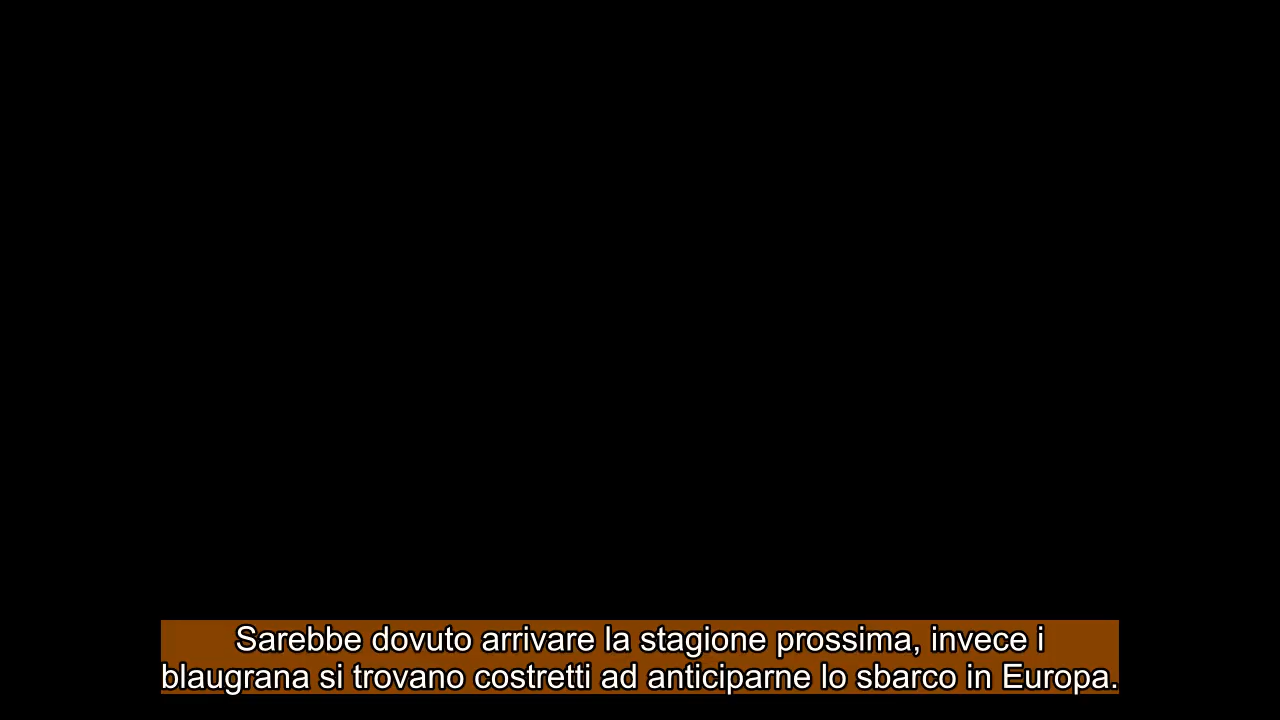 Sarebbe dovuto arrivare la stagione prossima, invece i
blaugrana si trovano costretti ad anticiparne lo sbarco in Europa.